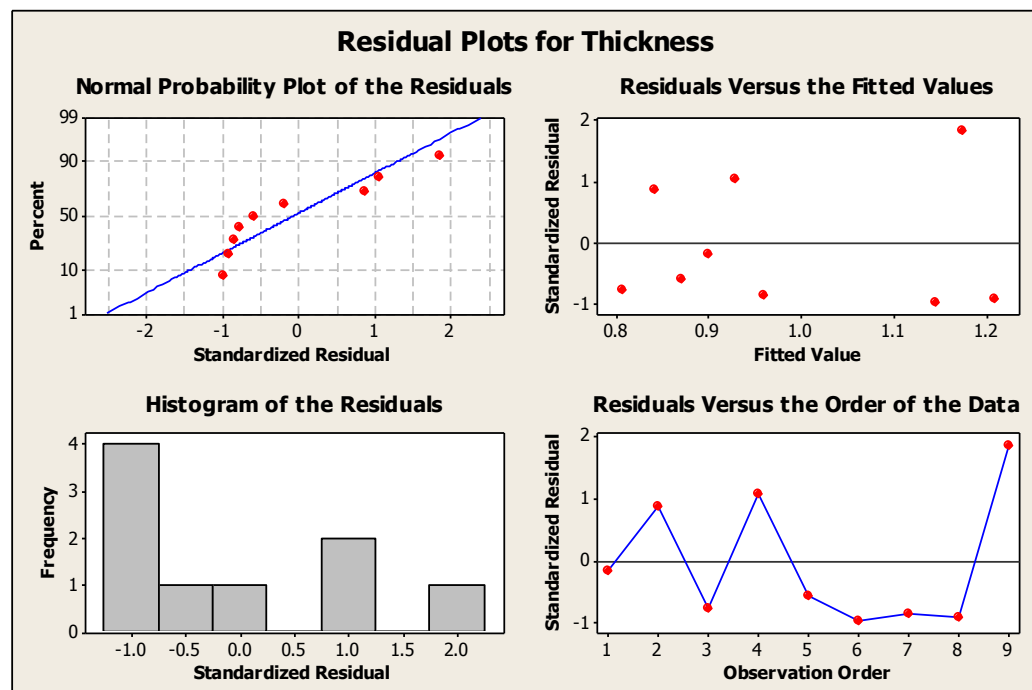 Residual Plots for Thickness
Normal Probability Plot of the Residuals
99
90
50
10
1
Percent
-2 -1 0 1 2
Standardized Residual
Residuals Versus the Fitted Values
2
1
0
-1
Standardized Residual
0.8 0.9 1.0 1.1 1.2
Fitted Value
Histogram of the Residuals
4
3
2
1
0
Frequency
-1.0 -0.5 0.0 0.5 1.0 1.5 2.0
Standardized Residual
Residuals Versus the Order of the Data
2
1
0
-1
Standardized Residual
1 2 3 4 5 6 7 8 9
Observation Order